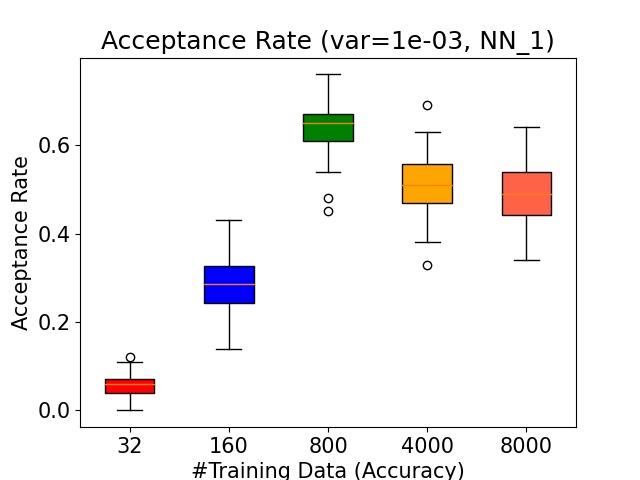 Acceptance Rate (var=1e-03, NN_1)
Acceptance Rate
0.6
0.4
0.2
0.0
32 160 800 4000 8000
#Training Data (Accuracy)